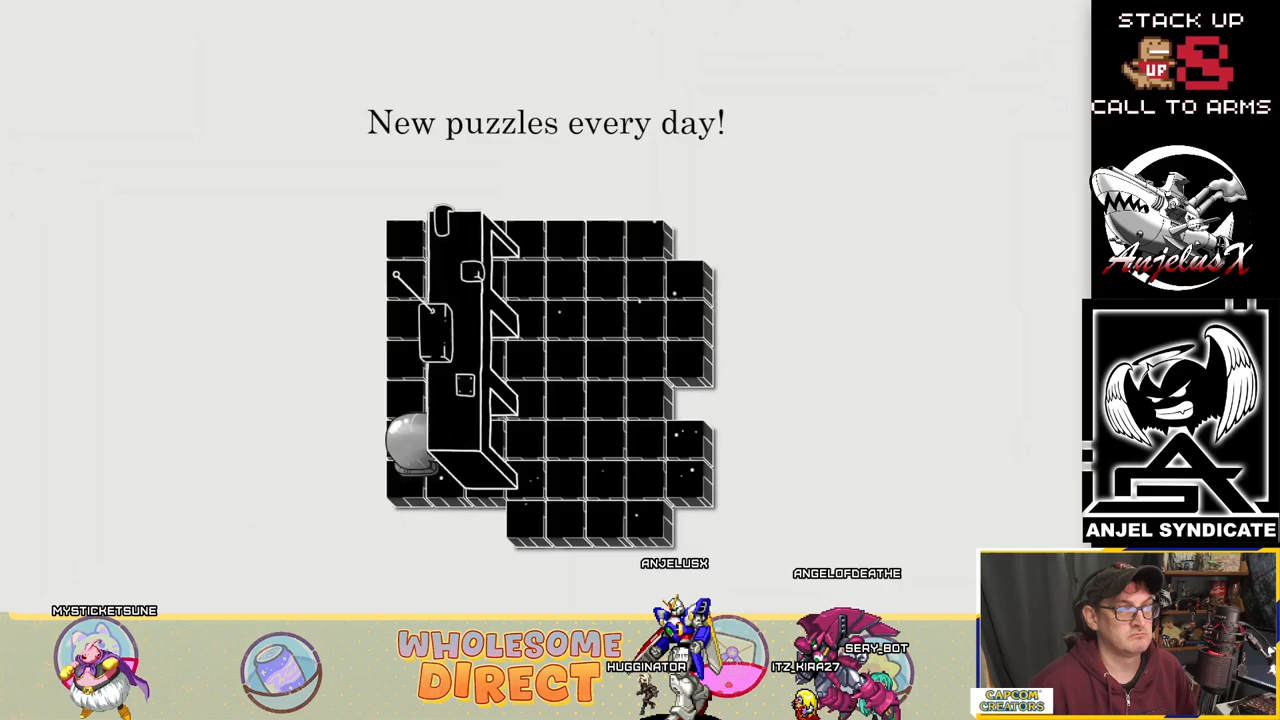 STACK UP
UP
CALL TO ARMS
New puzzles every day!
AnjelusX
ANJEL SYNDICATE
ANJELUSX
ANGELOFDEATHE
MYSTICKETSUNE
WHOLESOME
DIRECT
HUGGINATOR
ITZ_KIRA27
SERY_BOT
CAPCOM
CREATORS